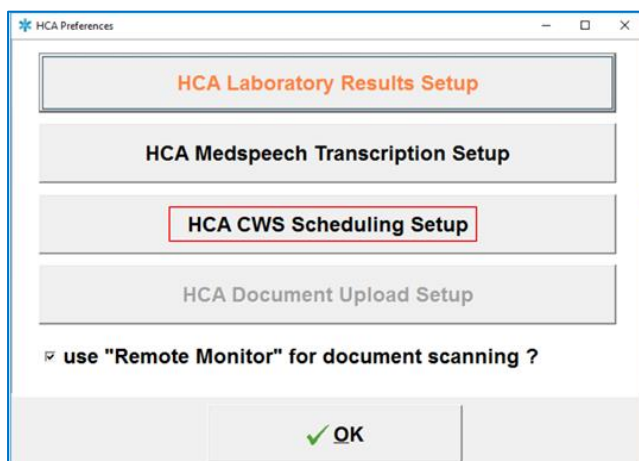 HCA Preferences
HCA Laboratory Results Setup
HCA Medspeech Transcription Setup
HCA CWS Scheduling Setup
HCA Document Upload Setup
use "Remote Monitor" for document scanning ?
OK